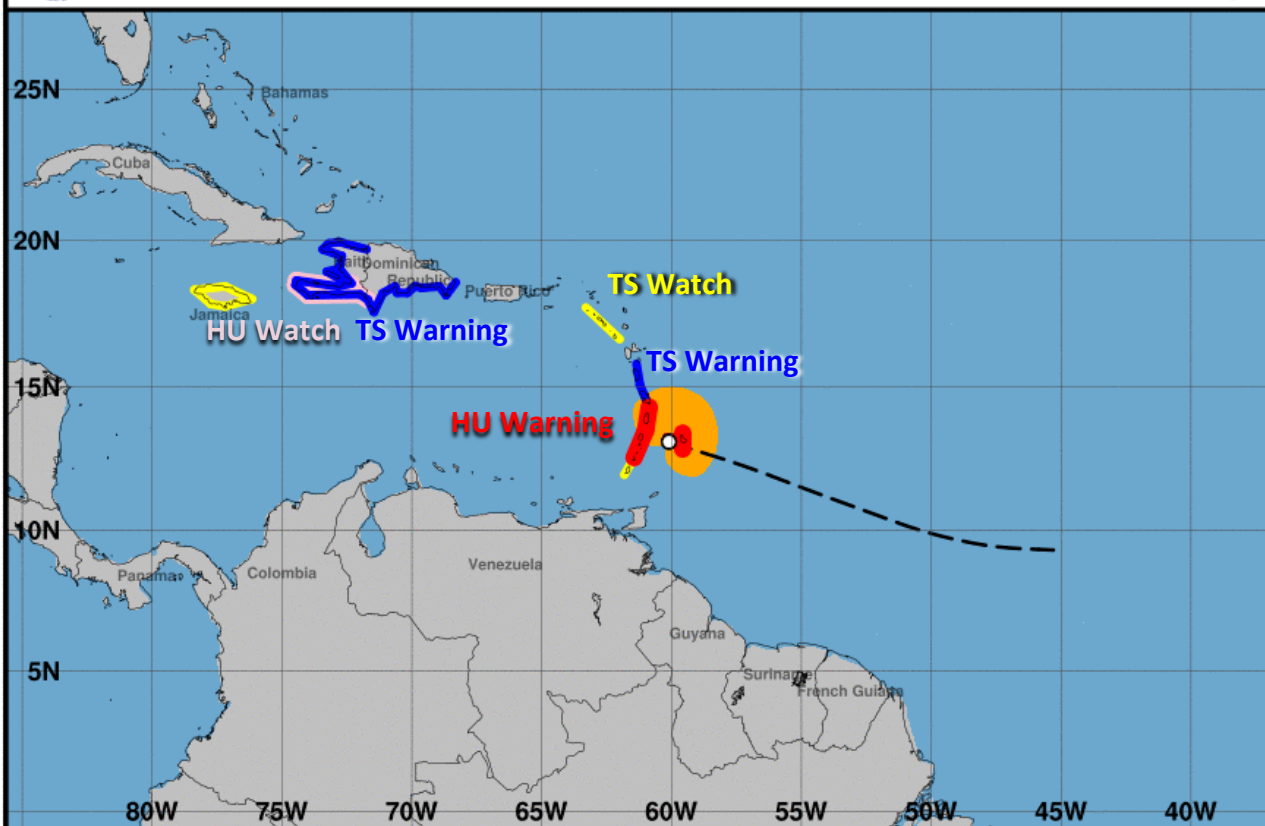 25N
Bahamas
Cuba
20N
Haiti
Dominican
Republic
Puerto Rico
TS Watch
Jamaica
HU Watch
TS Warning
TS Warning
15N
HU Warning
10N
Venezuela
Panama
Colombia
Guyana
5N
Suriname
French Guiana
80W
75W
70W
65W
60W
55W
50W
45W
40W